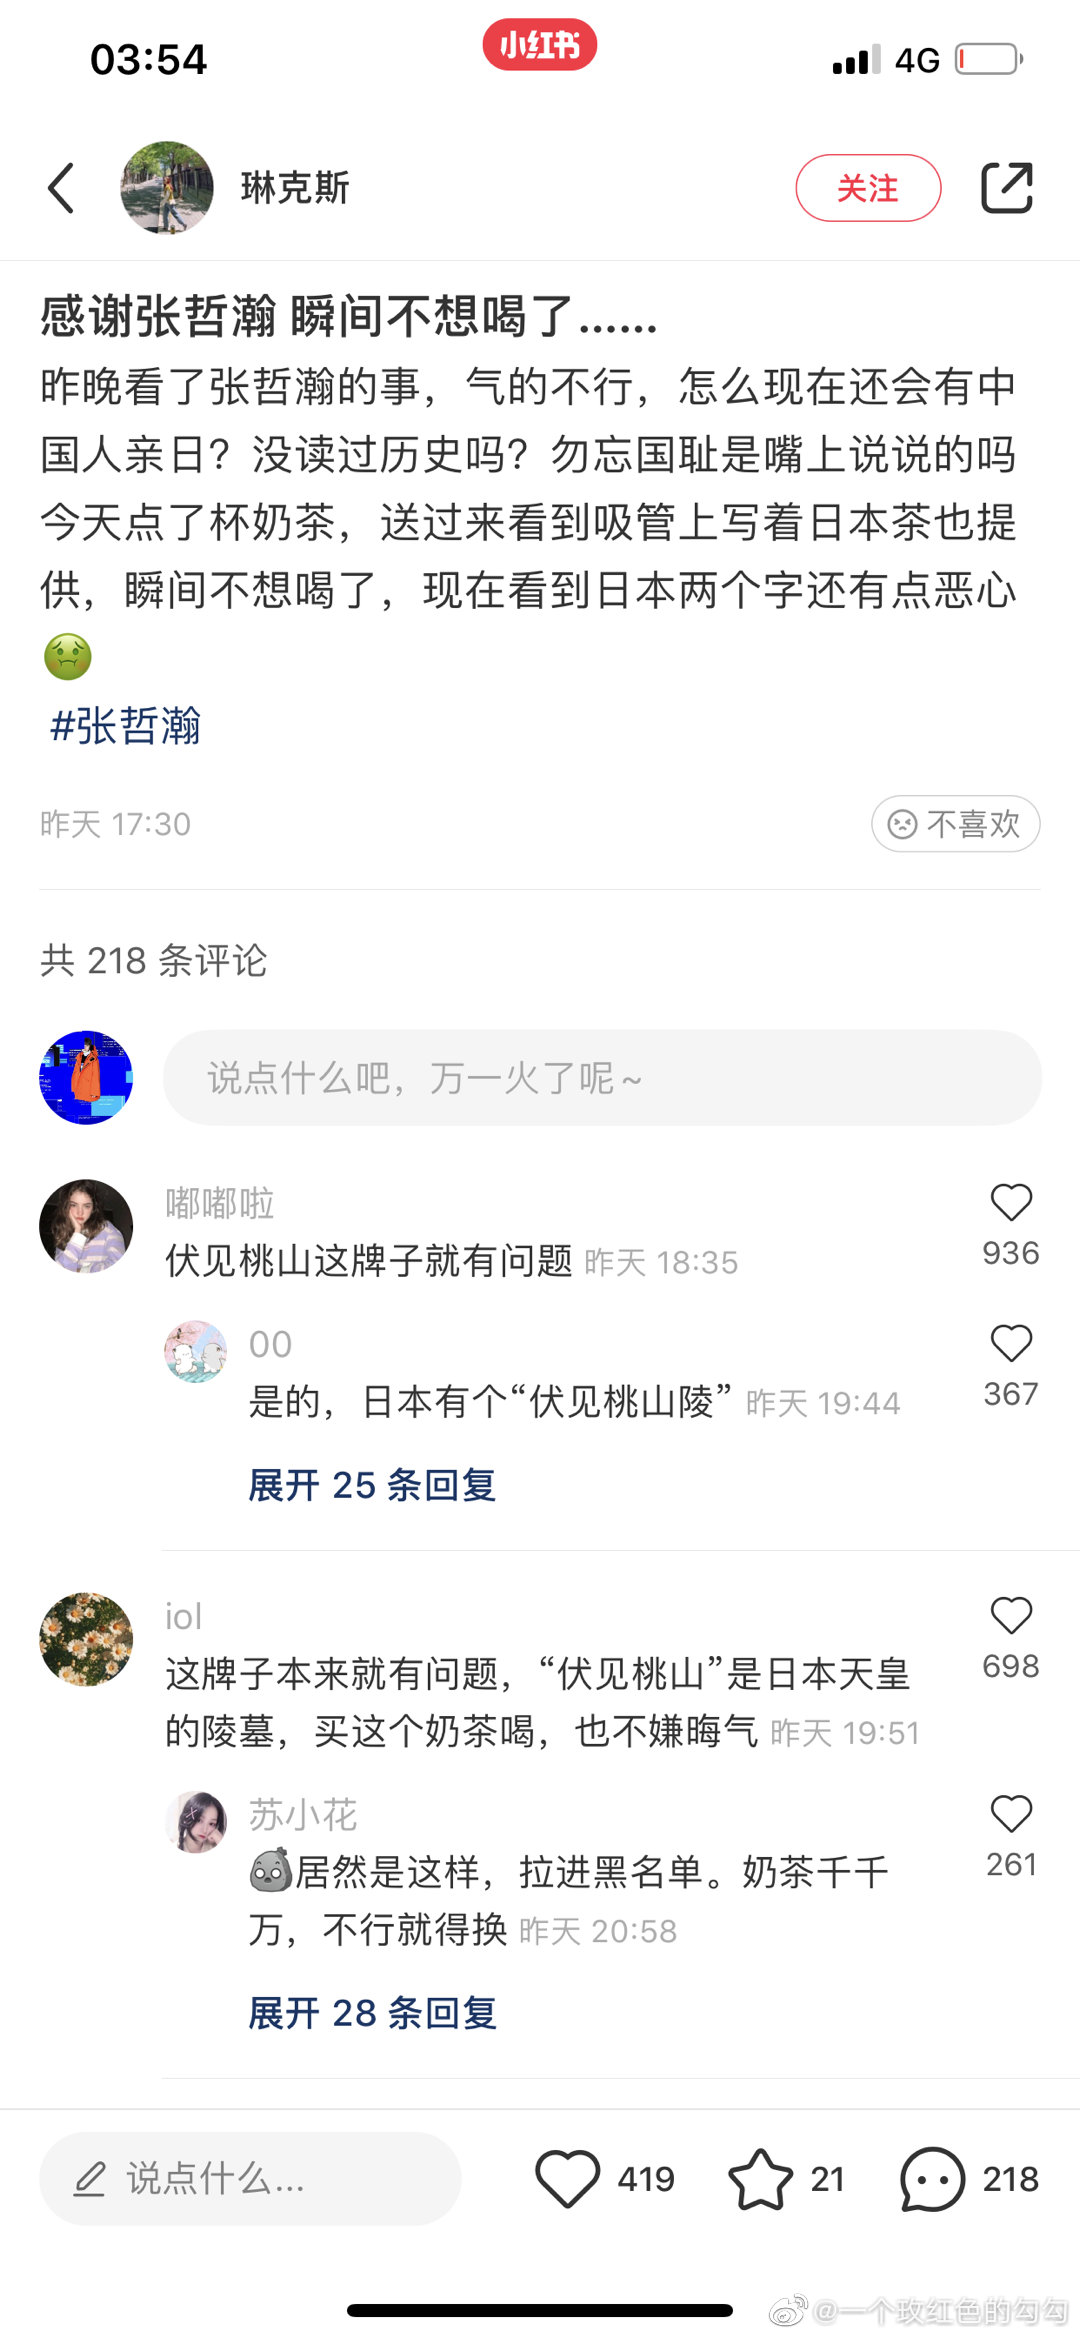 03:54
小红书
4G
琳克斯
关注
感谢张哲瀚 瞬间不想喝了......
昨晚看了张哲瀚的事，气的不行，怎么现在还会有中
国人亲日？没读过历史吗？勿忘国耻是嘴上说说的吗
今天点了杯奶茶，送过来看到吸管上写着日本茶也提
供，瞬间不想喝了，现在看到日本两个字还有点恶心
🤢
#张哲瀚
昨天 17:30
不喜欢
共 218 条评论
说点什么吧，万一火了呢～
嘟嘟啦
伏见桃山这牌子就有问题 昨天 18:35
936
00
是的，日本有个“伏见桃山陵” 昨天 19:44
367
展开 25 条回复
iol
这牌子本来就有问题，“伏见桃山”是日本天皇
的陵墓，买这个奶茶喝，也不嫌晦气 昨天 19:51
698
苏小花
居然是这样，拉进黑名单。奶茶千千
万，不行就得换 昨天 20:58
261
展开 28 条回复
说点什么...
419
21
218
@一个玫红色的勾勾